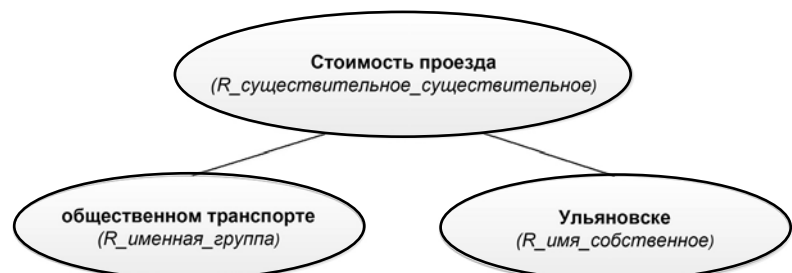 Стоимость проезда
(R_существительное_существительное)
общественном транспорте
(R_именная_группа)
Ульяновске
(R_имя_собственное)